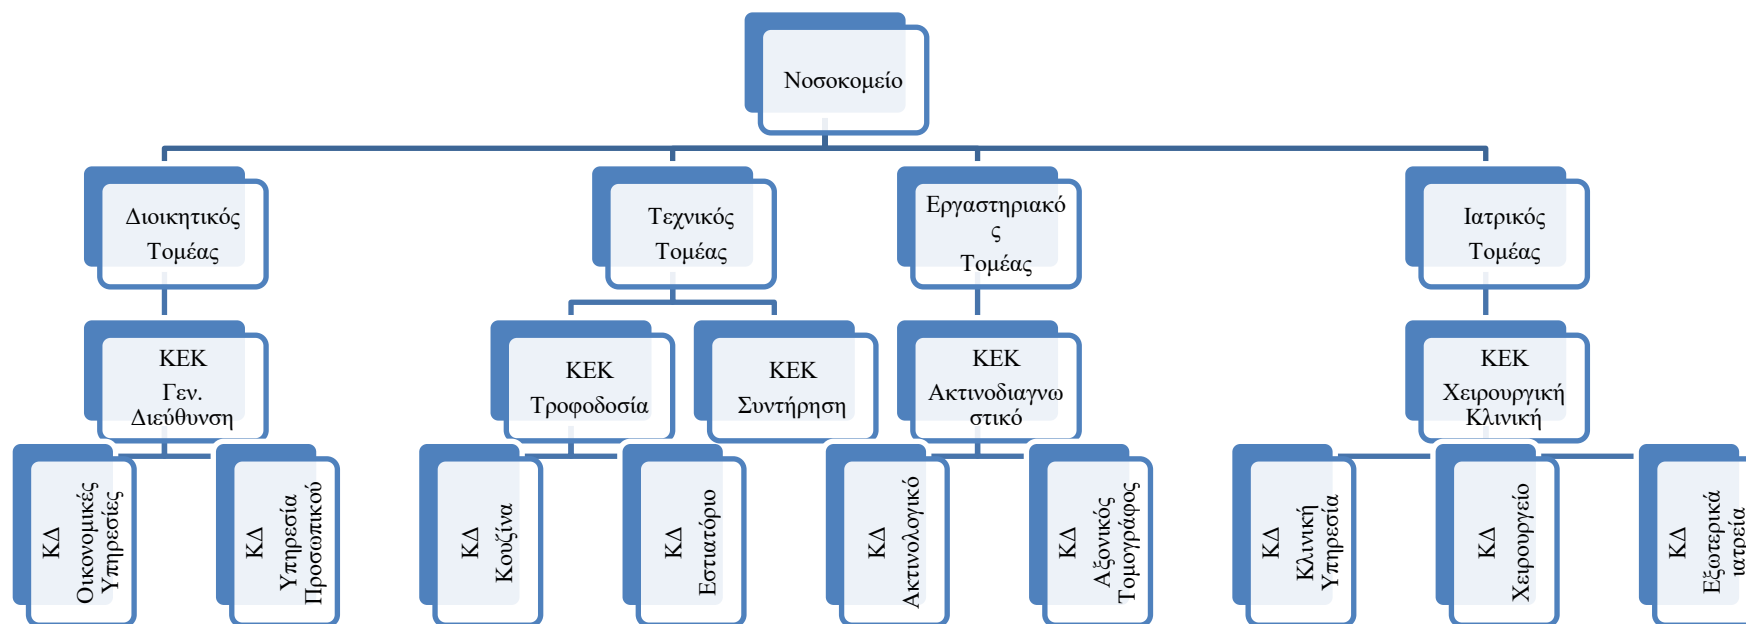 Νοσοκομείο
Διοικητικός
Τομέας
Τεχνικός
Τομέας
Εργαστηριακό
ς
Τομέας
Ιατρικός
Τομέας
ΚΕΚ
Γεν.
Διεύθυνση
ΚΕΚ
Τροφοδοσία
ΚΕΚ
Συντήρηση
ΚΕΚ
Ακτινοδιαγνω
στικό
ΚΕΚ
Χειρουργική
Κλινική
ΚΔ
Οικονομικές
Υπηρεσίες
ΚΔ
Υπηρεσία
Προσωπικού
ΚΔ
Κουζίνα
ΚΔ
Εστιατόριο
ΚΔ
Ακτινολογικό
ΚΔ
Αξονικός
Τομογράφος
ΚΔ
Κλινική
Υπηρεσία
ΚΔ
Χειρουργείο
ΚΔ
Εξωτερικά
ιατρεία